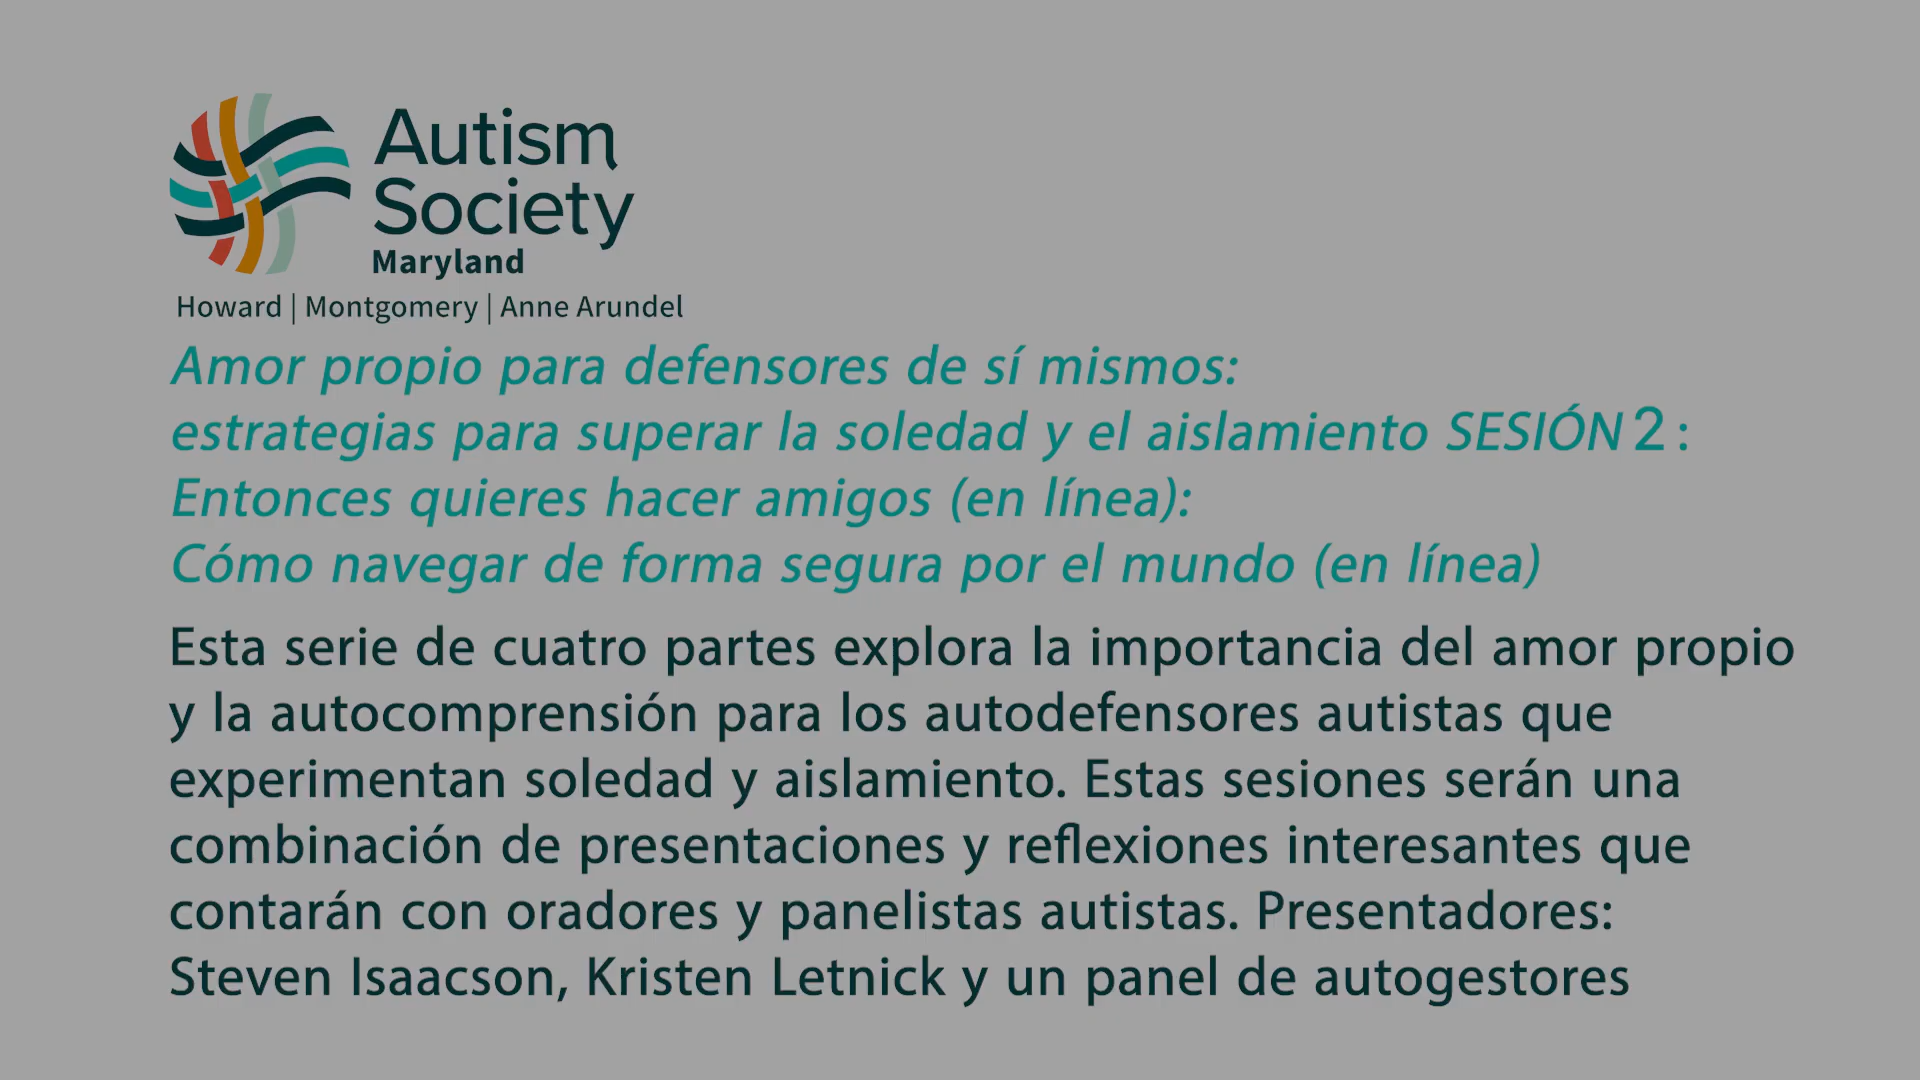 Autism
Society
Maryland
Howard | Montgomery | Anne Arundel
Amor propio para defensores de sí mismos:
estrategias para superar la soledad y el aislamiento SESIÓN 2 :
Entonces quieres hacer amigos (en línea):
Cómo navegar de forma segura por el mundo (en línea)
Esta serie de cuatro partes explora la importancia del amor propio
y la autocomprensión para los autodefensores autistas que
experimentan soledad y aislamiento. Estas sesiones serán una
combinación de presentaciones y reflexiones interesantes que
contarán con oradores y panelistas autistas. Presentadores:
Steven Isaacson, Kristen Letnick y un panel de autogestores